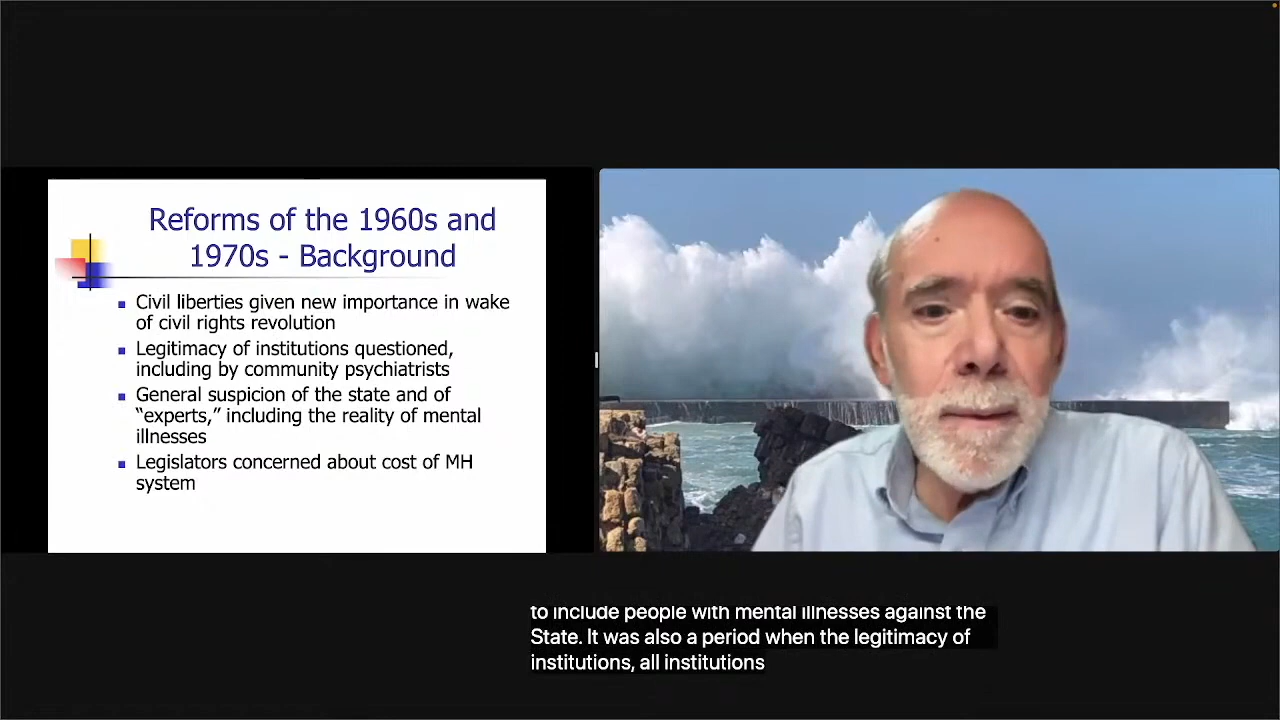 Reforms of the 1960s and
1970s - Background
Civil liberties given new importance in wake
of civil rights revolution
Legitimacy of institutions questioned,
including by community psychiatrists
General suspicion of the state and of
“experts,” including the reality of mental
illnesses
Legislators concerned about cost of MH
system
to include people with mental illnesses against the
State. It was also a period when the legitimacy of
institutions, all institutions